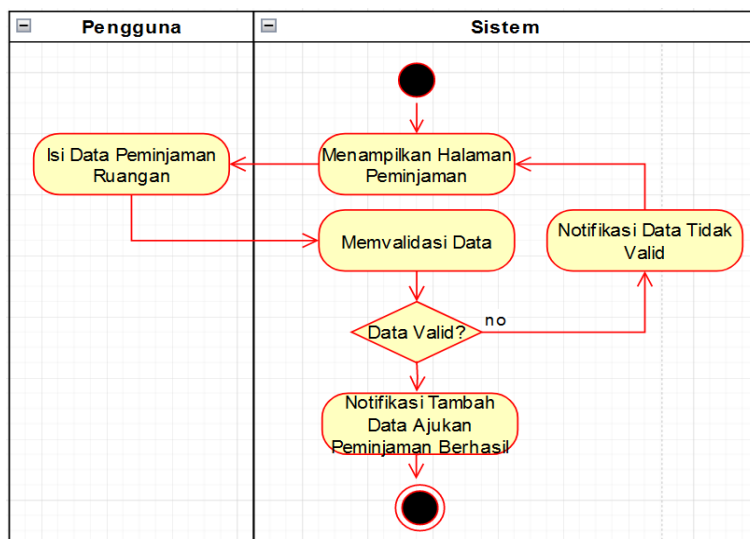 Pengguna
Sistem
Isi Data Peminjaman
Ruangan
Menampilkan Halaman
Peminjaman
Memvalidasi Data
Notifikasi Data Tidak
Valid
Data Valid?
no
Notifikasi Tambah
Data Ajukan
Peminjaman Berhasil